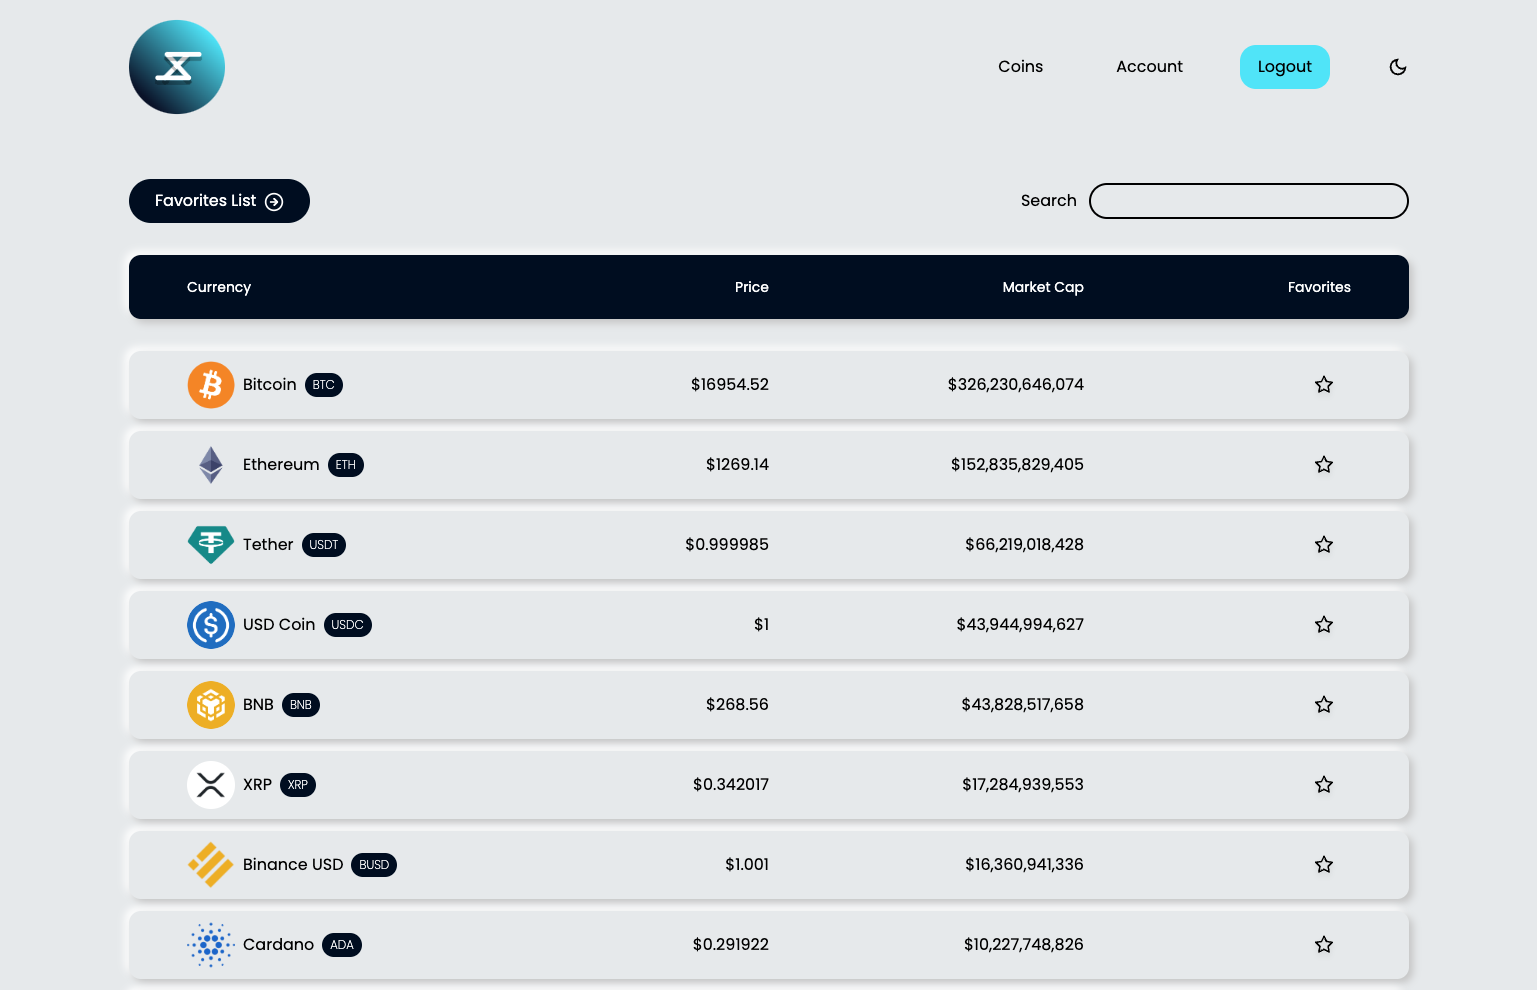 Coins Account Logout
Favorites List Search
Currency Price Market Cap Favorites
Bitcoin BTC $16954.52 $326,230,646,074
Ethereum ETH $1269.14 $152,835,829,405
Tether USDT $0.999985 $66,219,018,428
USD Coin USDC $1 $43,944,994,627
BNB BNB $268.56 $43,828,517,658
XRP XRP $0.342017 $17,284,939,553
Binance USD BUSD $1.001 $16,360,941,336
Cardano ADA $0.291922 $10,227,748,826